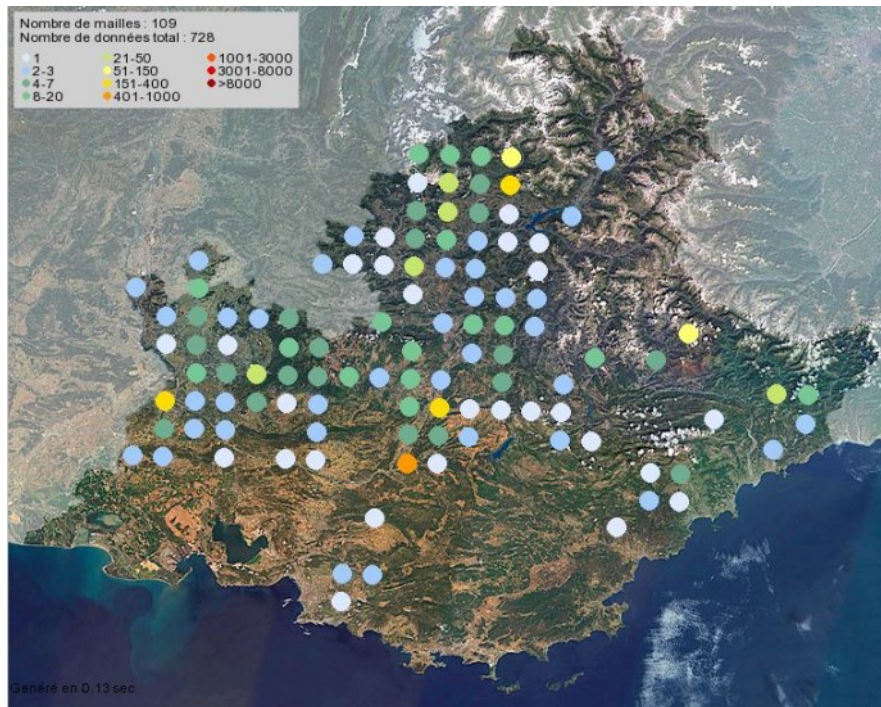 Nombre de mailles : 109
Nombre de données total : 728
1 21-50 1001-3000
2-3 51-150 3001-8000
4-7 151-400 >8000
8-20 401-1000
Généré en 0.13 sec